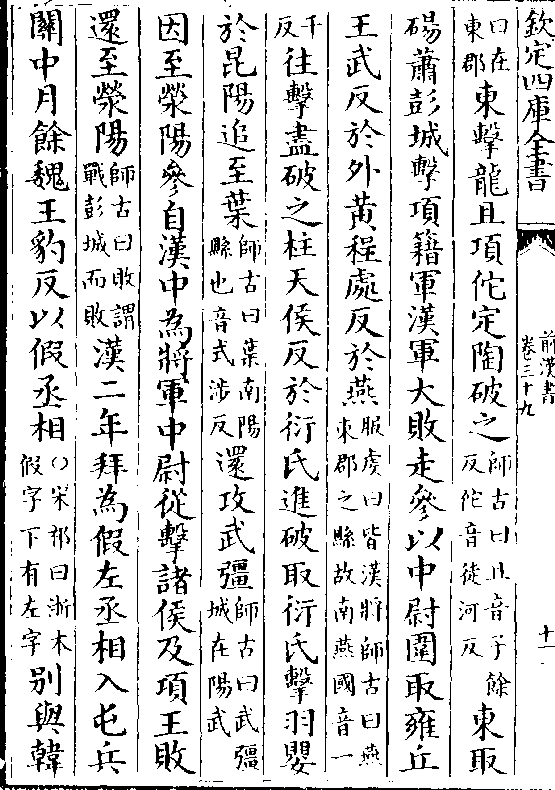 欽定四庫全書
前漢書
卷三十九
十一
曰在東郡東擊龍且項佗定陶破之師古曰且音子餘反佗音徒河反東取
碭蕭彭城擊項籍軍漢軍大敗走參以中尉圍取雍丘
王武反於外黄程處反於燕服虔曰皆漢將師古曰燕東郡之縣故南燕國音一
千反往擊盡破之柱天侯反於衍氏進破取衍氏擊羽嬰
於昆陽追至葉師古曰葉南陽縣也音式涉反還攻武彊師古曰武彊城在陽武
因至滎陽參自漢中為將軍中尉從擊諸侯及項王敗
還至滎陽師古曰敗謂戰彭城而敗漢二年拜為假左丞相入屯兵
關中月餘魏王豹反以假丞相○宋祁曰浙本假字下有左字别與韓